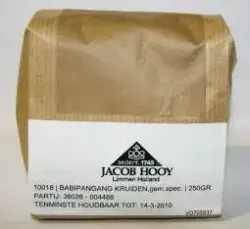 sedert 1743
JACOB HOOY
Limmen Holland
10018 | BABIPANGANG KRUIDEN,gem.spec. | 250GR
PARTIJ: 36026 - 004488
TENMINSTE HOUDBAAR TOT: 14-3-2010
V0705837